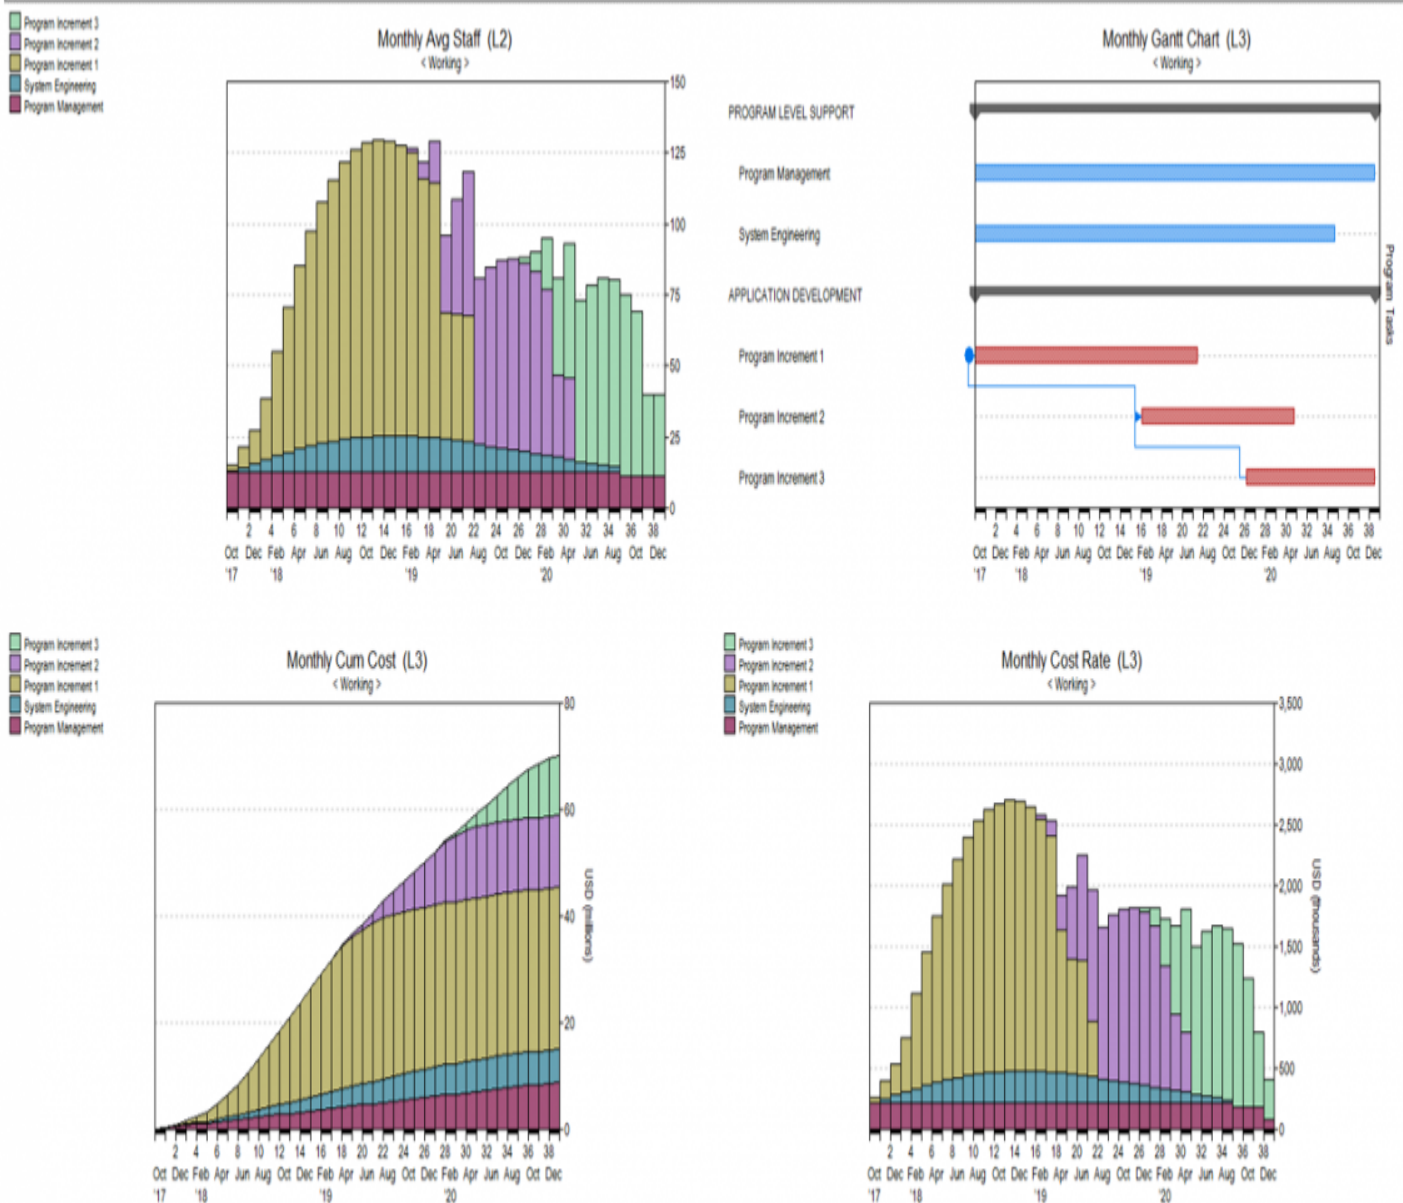 Program Increment 3
Program Increment 2
Program Increment 1
System Engineering
Program Management
Monthly Avg Staff (L2)
< Working >
150
125
100
75
50
25
0
2 4 6 8 10 12 14 16 18 20 22 24 26 28 30 32 34 36 38
Oct Dec Feb Apr Jun Aug Oct Dec Feb Apr Jun Aug Oct Dec Feb Apr Jun Aug Oct Dec
'17 '18 '19 '20
Monthly Gantt Chart (L3)
< Working >
PROGRAM LEVEL SUPPORT
Program Management
System Engineering
APPLICATION DEVELOPMENT
Program Increment 1
Program Increment 2
Program Increment 3
Program Tasks
2 4 6 8 10 12 14 16 18 20 22 24 26 28 30 32 34 36 38
Oct Dec Feb Apr Jun Aug Oct Dec Feb Apr Jun Aug Oct Dec Feb Apr Jun Aug Oct Dec
'17 '18 '19 '20
Program Increment 3
Program Increment 2
Program Increment 1
System Engineering
Program Management
Monthly Cum Cost (L3)
< Working >
80
60
40
20
0
USD (millions)
2 4 6 8 10 12 14 16 18 20 22 24 26 28 30 32 34 36 38
Oct Dec Feb Apr Jun Aug Oct Dec Feb Apr Jun Aug Oct Dec Feb Apr Jun Aug Oct Dec
'17 '18 '19 '20
Program Increment 3
Program Increment 2
Program Increment 1
System Engineering
Program Management
Monthly Cost Rate (L3)
< Working >
3,500
3,000
2,500
2,000
1,500
1,000
500
0
USD (thousands)
2 4 6 8 10 12 14 16 18 20 22 24 26 28 30 32 34 36 38
Oct Dec Feb Apr Jun Aug Oct Dec Feb Apr Jun Aug Oct Dec Feb Apr Jun Aug Oct Dec
'17 '18 '19 '20